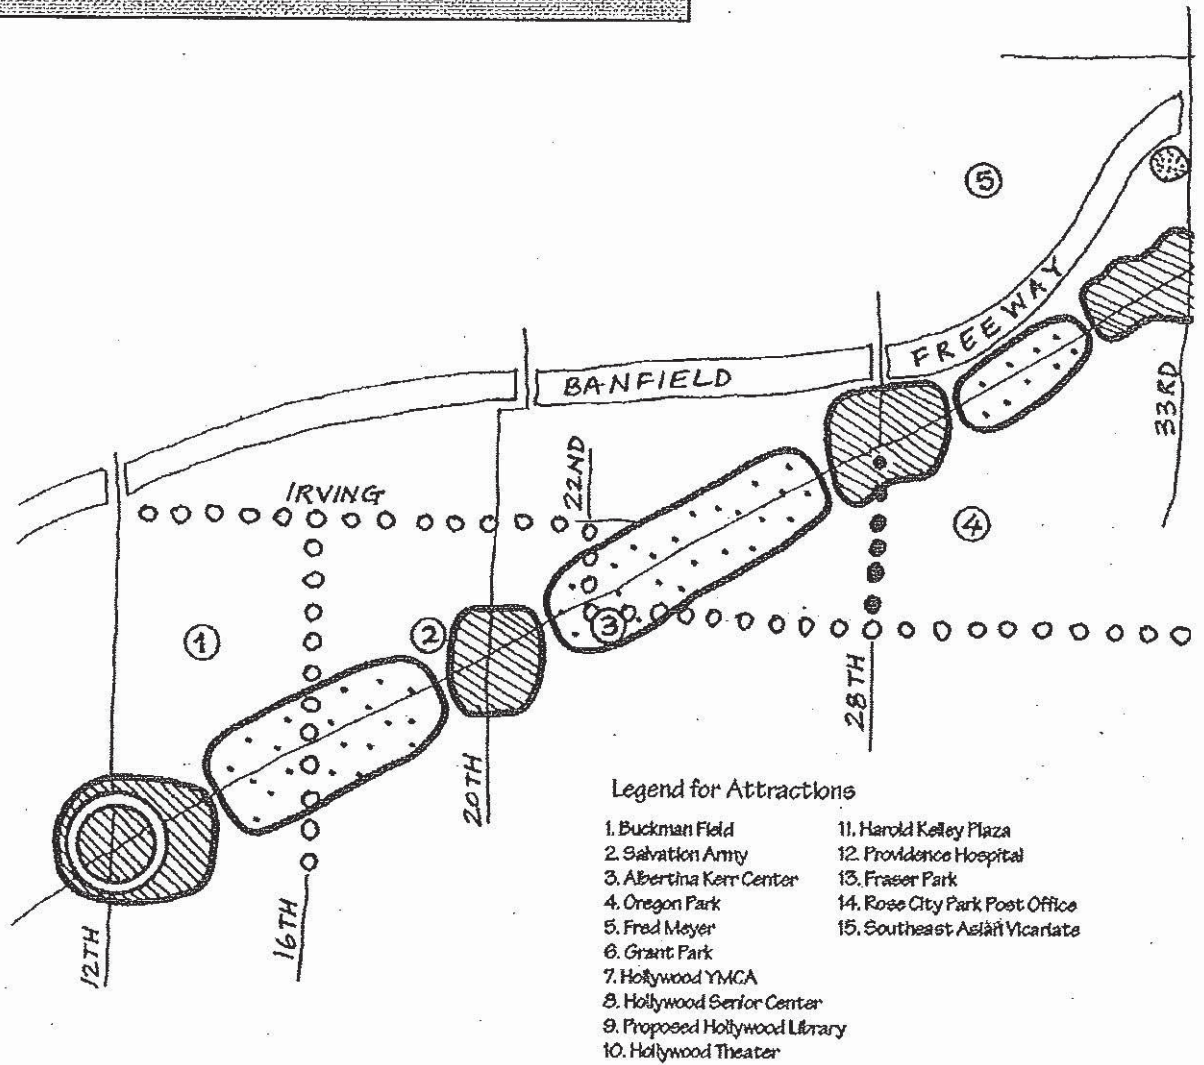 5
FREEWAY
BANFIELD
33RD
22ND
IRVING
4
3
2
1
28TH
20TH
16TH
12TH
Legend for Attractions
1. Buckman Field
2. Salvation Army
3. Albertina Kerr Center
4. Oregon Park
5. Fred Meyer
6. Grant Park
7. Hollywood YMCA
8. Hollywood Senior Center
9. Proposed Hollywood Library
10. Hollywood Theater
11. Harold Kelley Plaza
12. Providence Hospital
13. Fraser Park
14. Rose City Park Post Office
15. Southeast Asian Vicariate